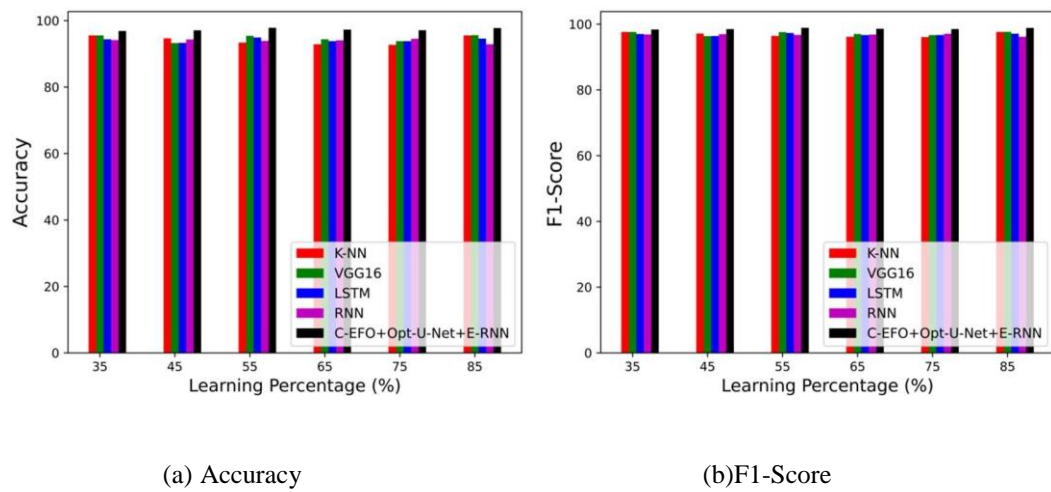 100
80
60
40
20
0
Accuracy
K-NN
VGG16
LSTM
RNN
C-EFO+Opt-U-Net+E-RNN
35 45 55 65 75 85
Learning Percentage (%)
100
80
60
40
20
0
F1-Score
K-NN
VGG16
LSTM
RNN
C-EFO+Opt-U-Net+E-RNN
35 45 55 65 75 85
Learning Percentage (%)
(a) Accuracy
(b)F1-Score